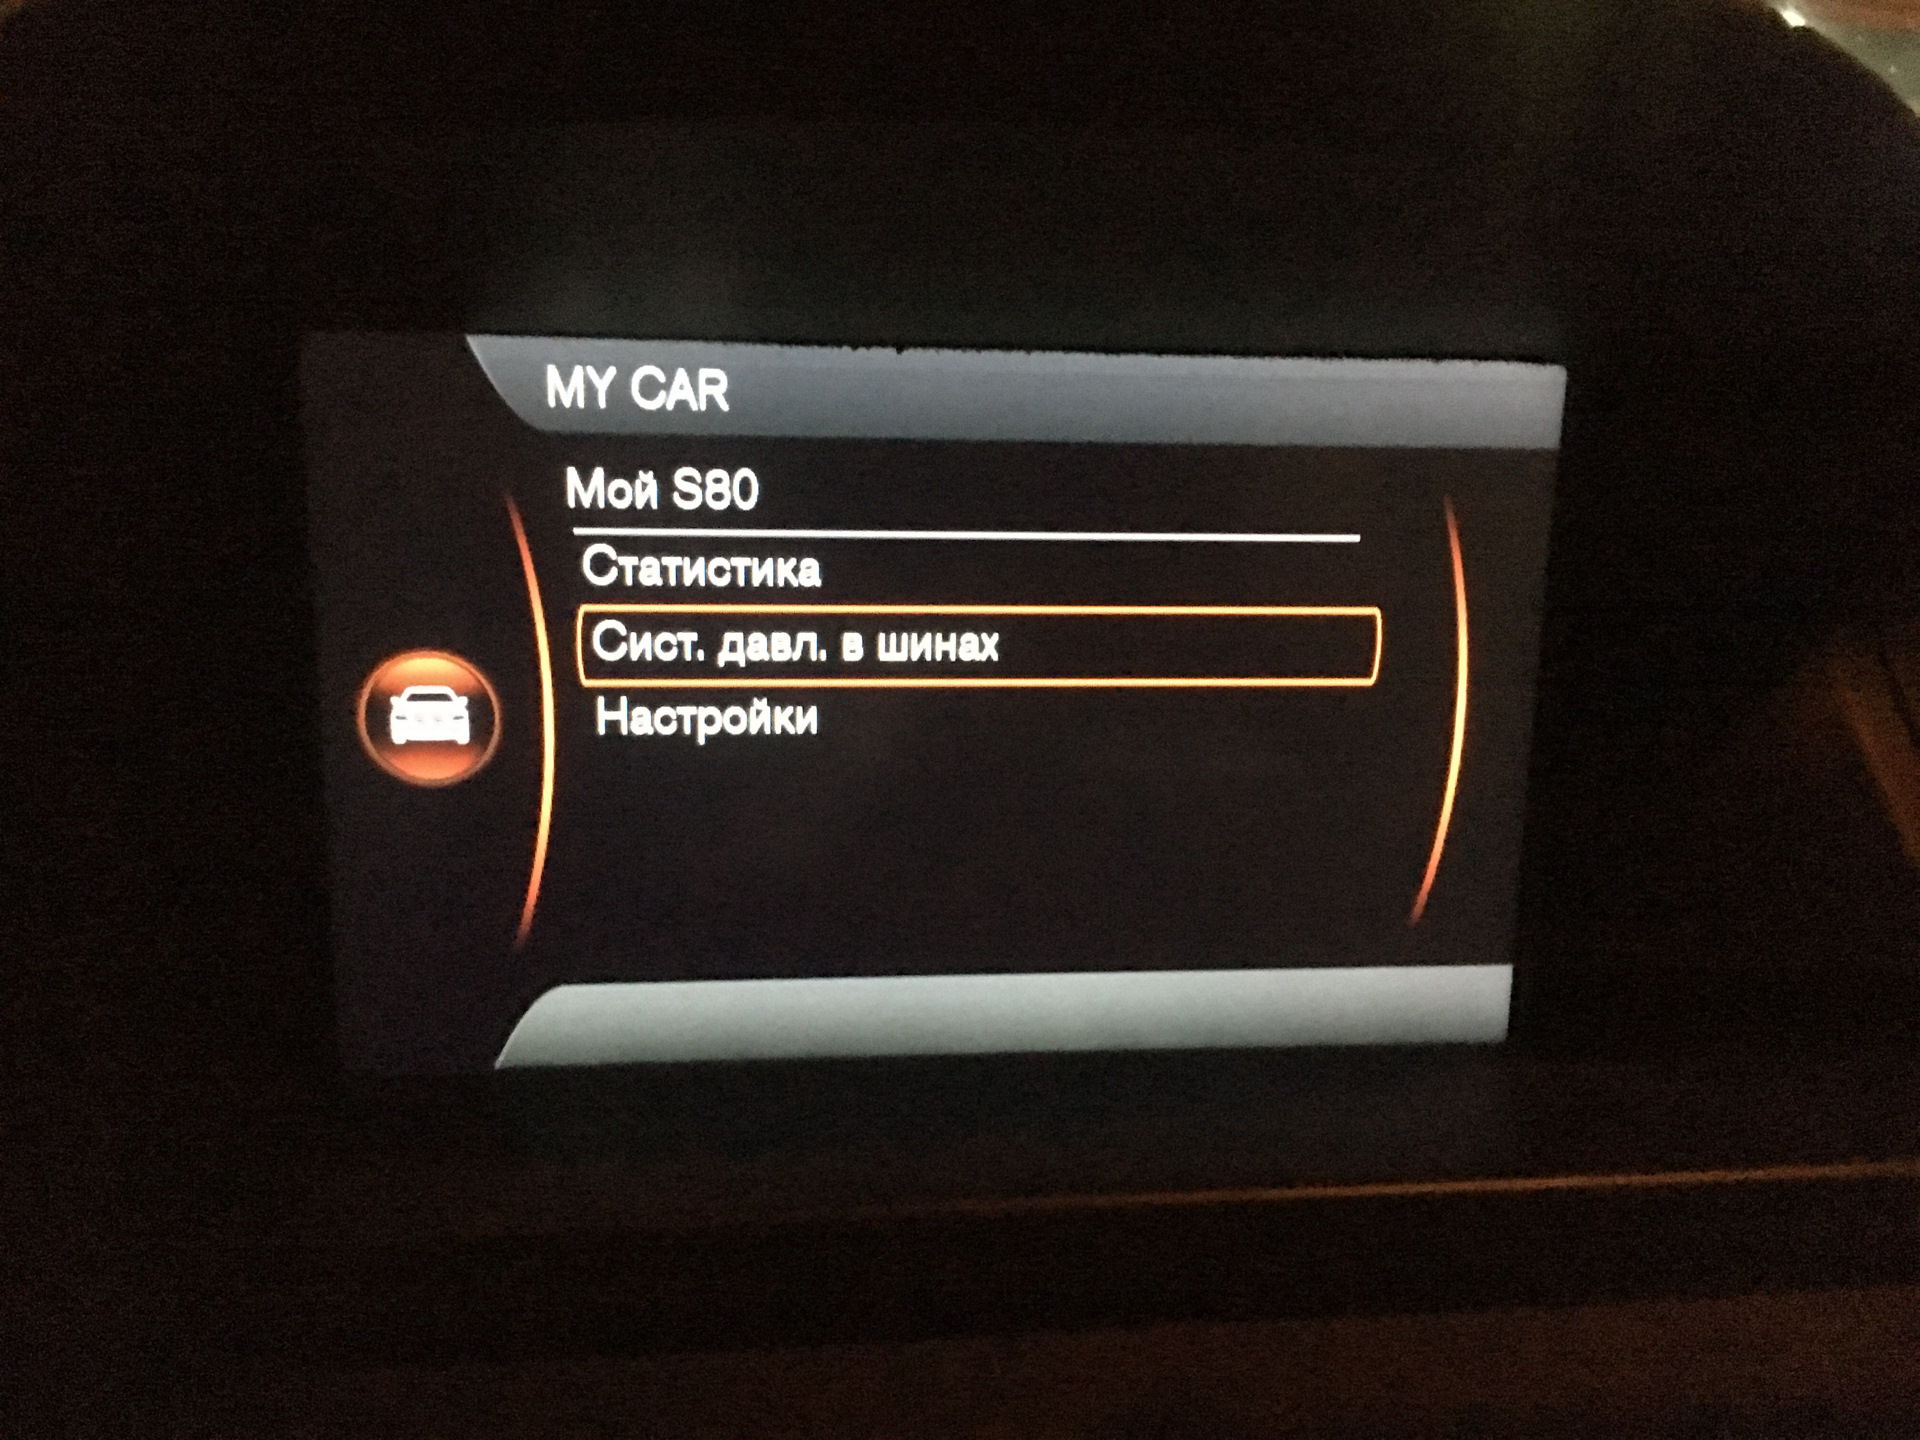 MY CAR
Мой S80
Статистика
Сист. давл. в шинах
Настройки